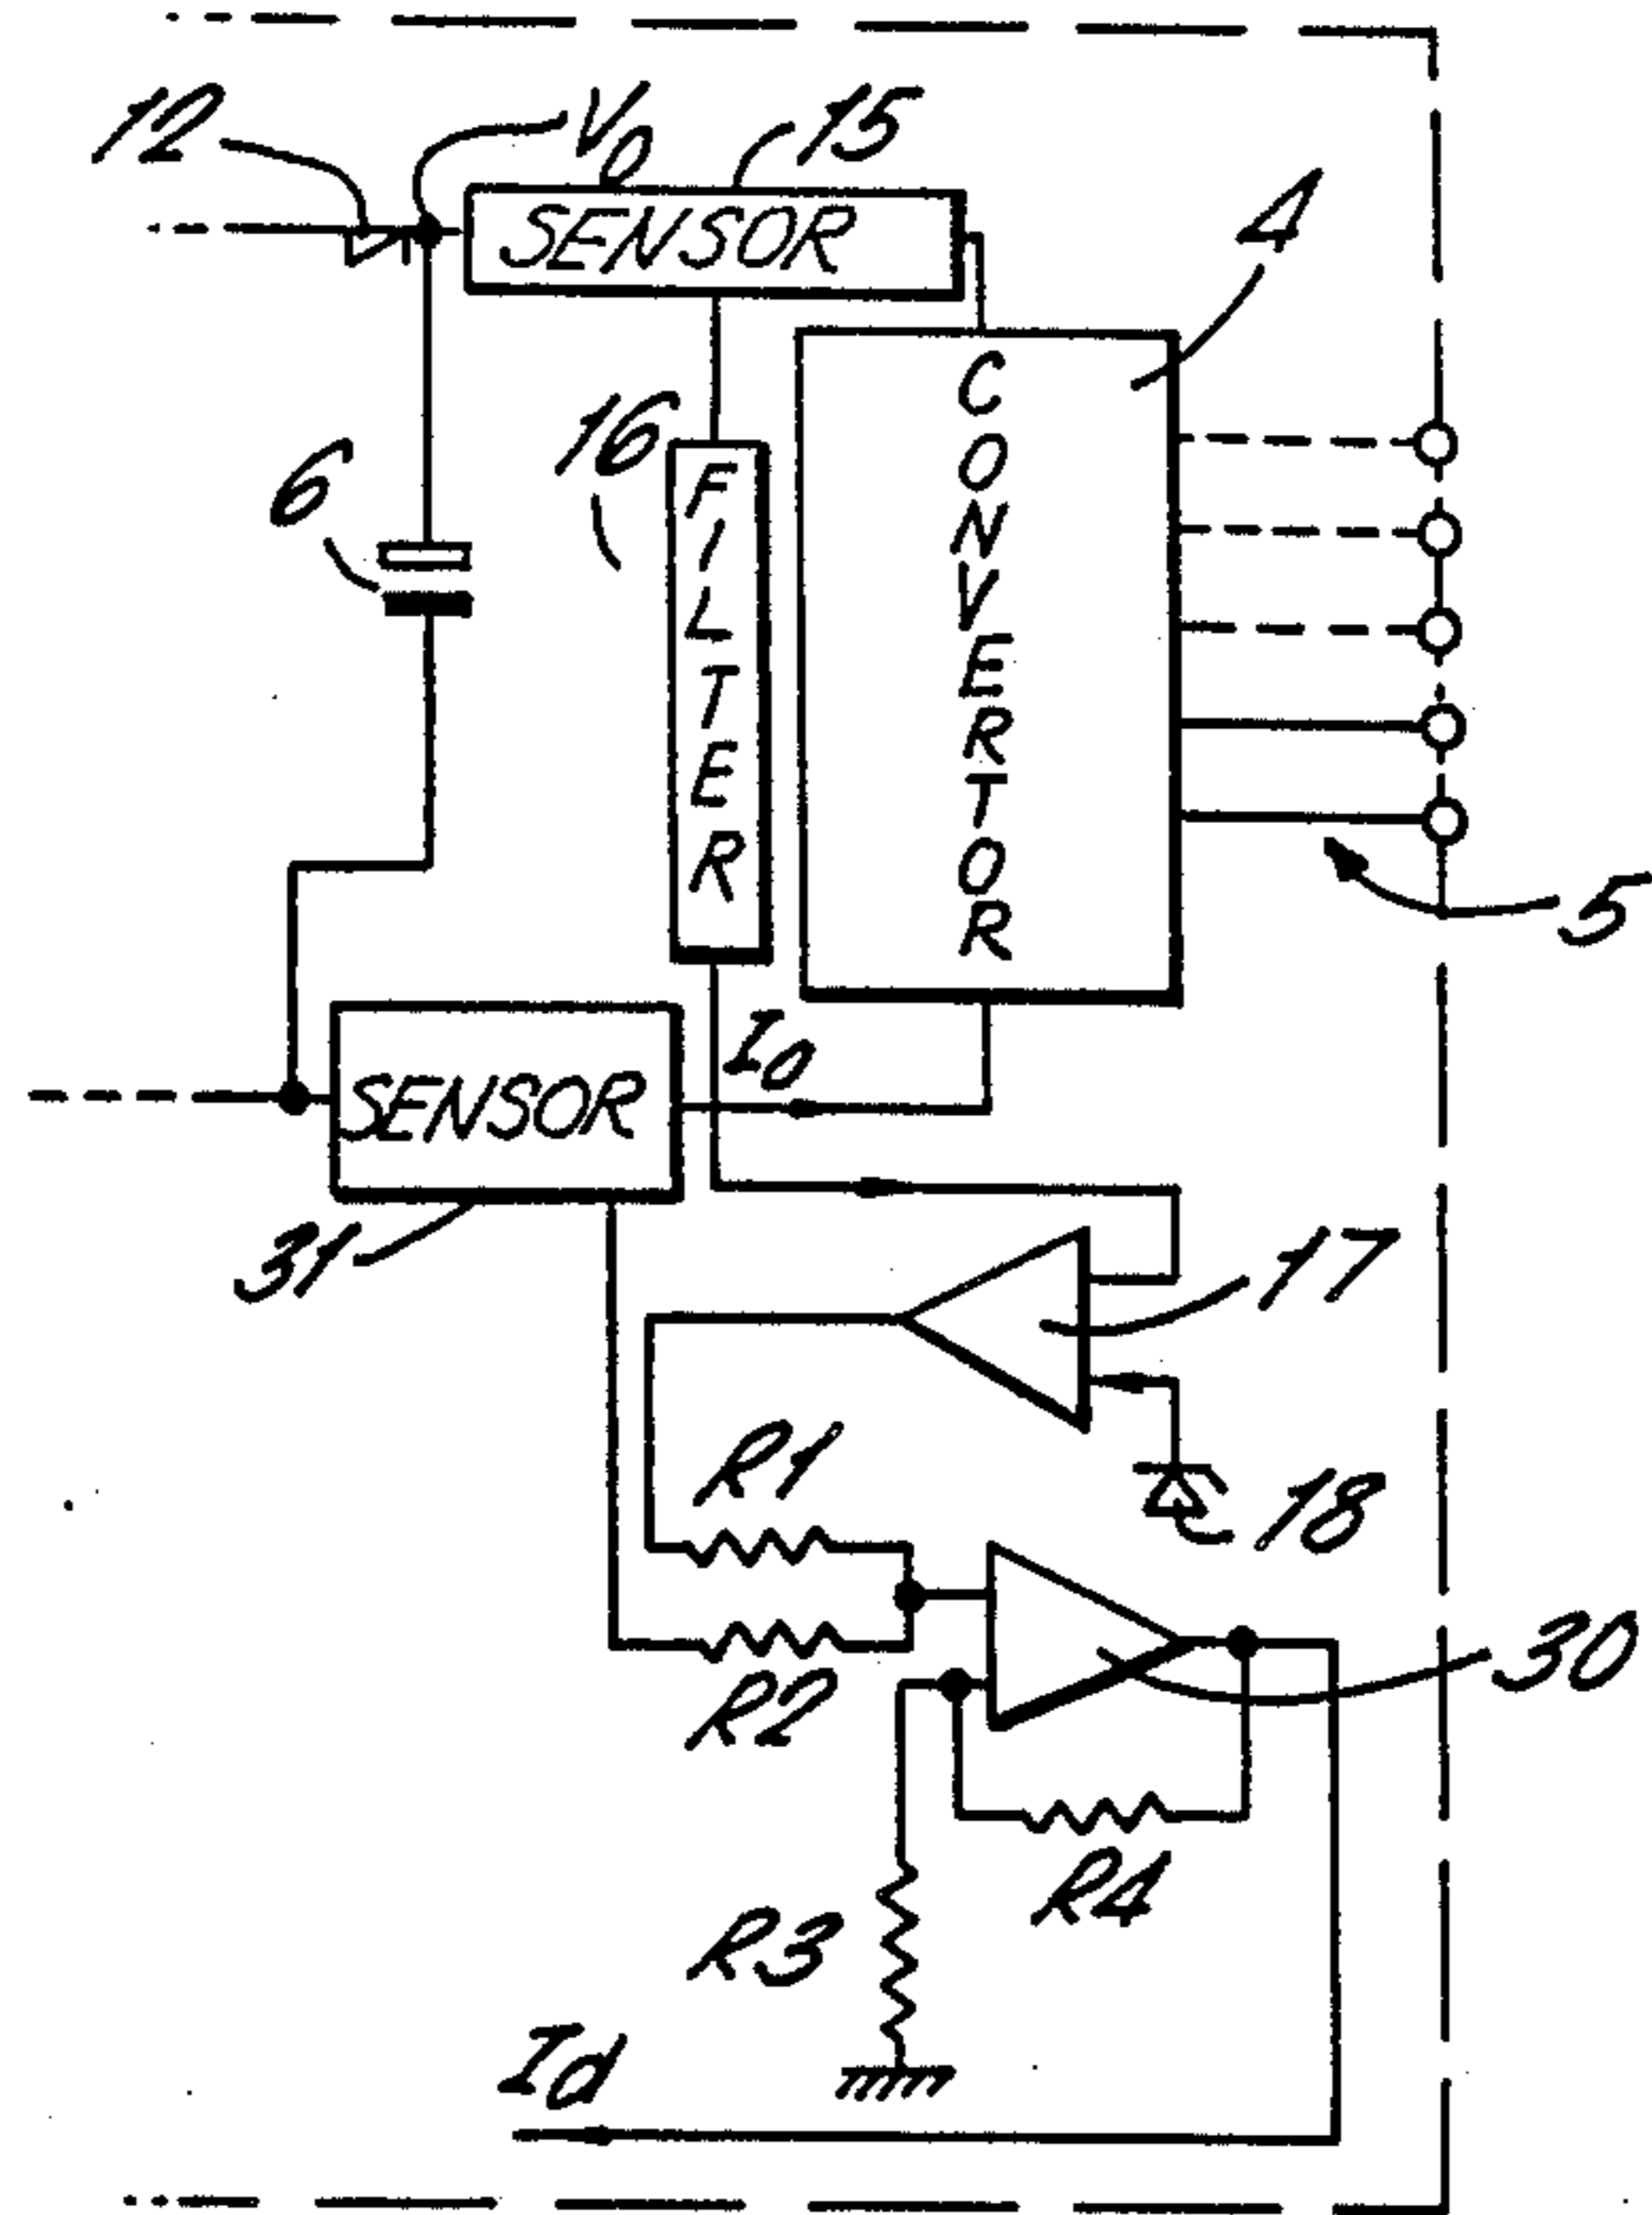 12
V0
15
SENSOR
4
6
16
FILTER
CONVERTOR
5
I0
SENSOR
31
17
R1
18
R2
30
R4
R3
Id